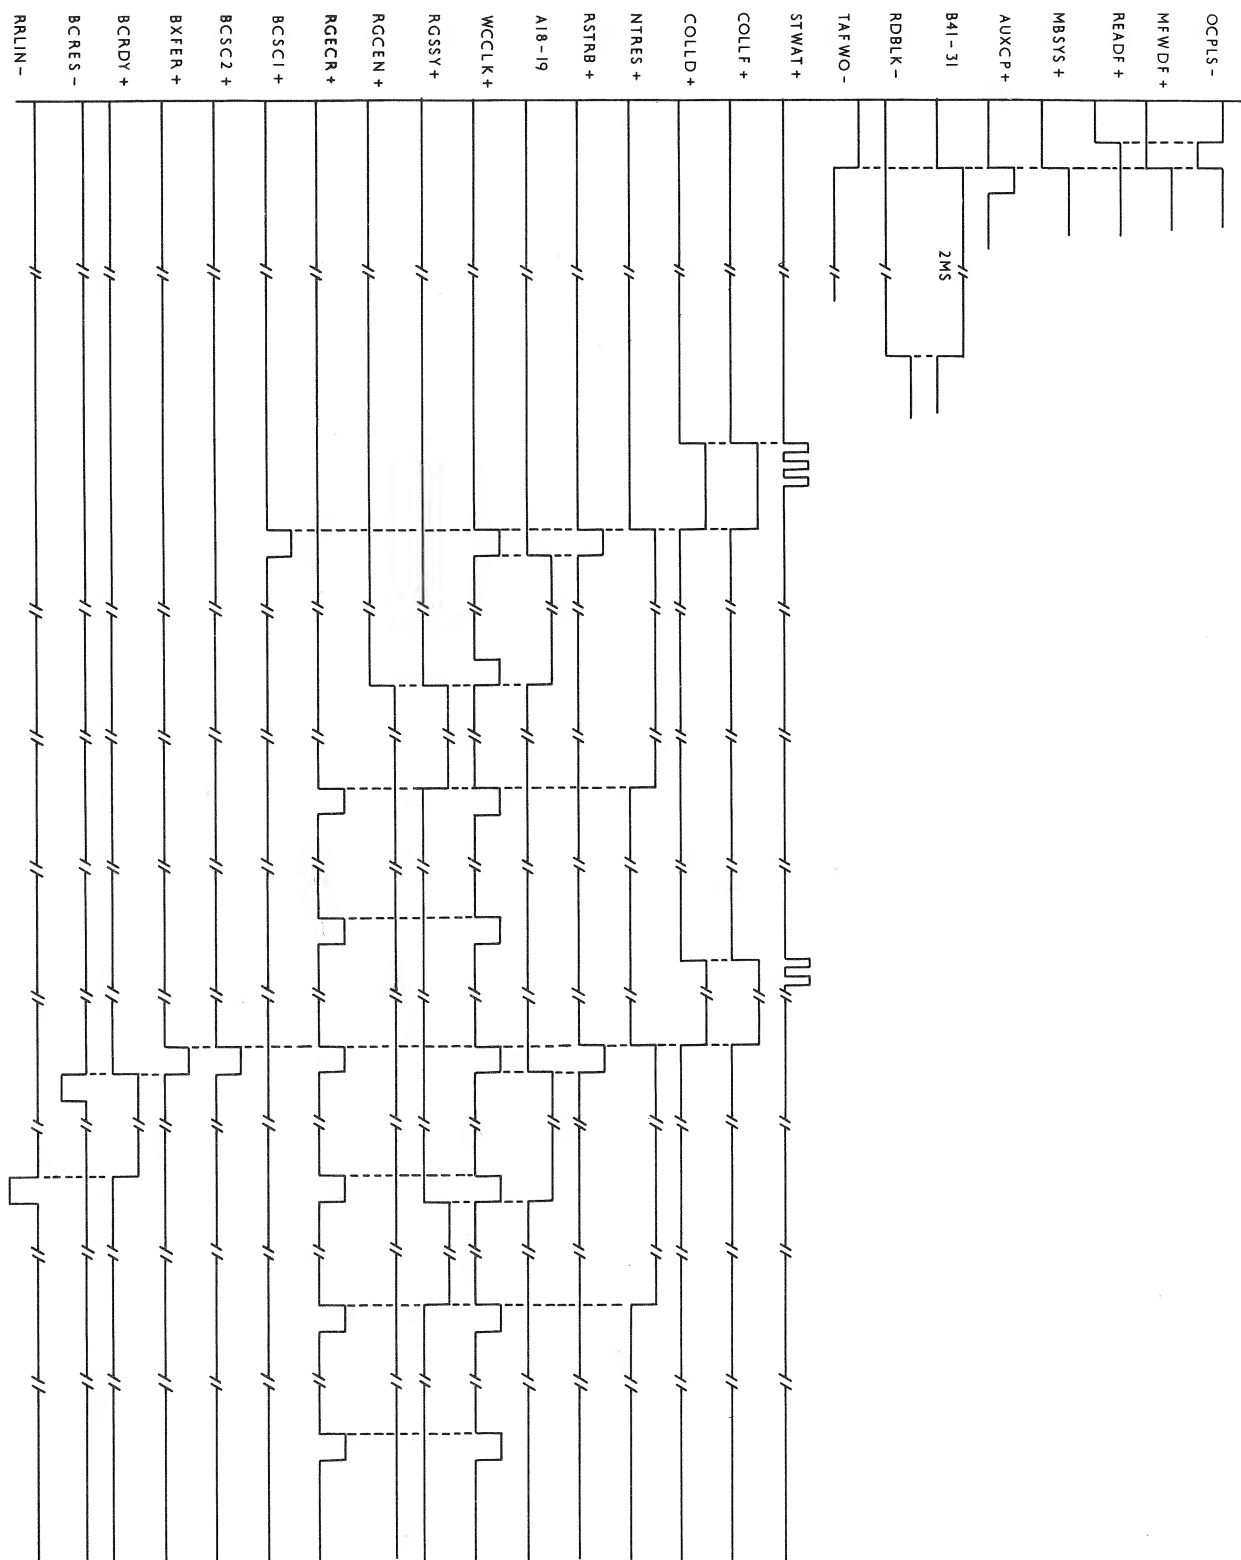 OCPLS-
MFWDF+
READF+
MBSYS+
AUXCP+
B41-31
RDBLK-
TAFWO-
STWAT+
COLLF+
COLLD+
NTRES+
RSTRB+
A18-19
WCCLK+
RGSSY+
RGCEN+
RGECR+
BCSC1+
BCSC2+
BXFER+
BCRDY+
BCRES-
RRLIN-
2MS